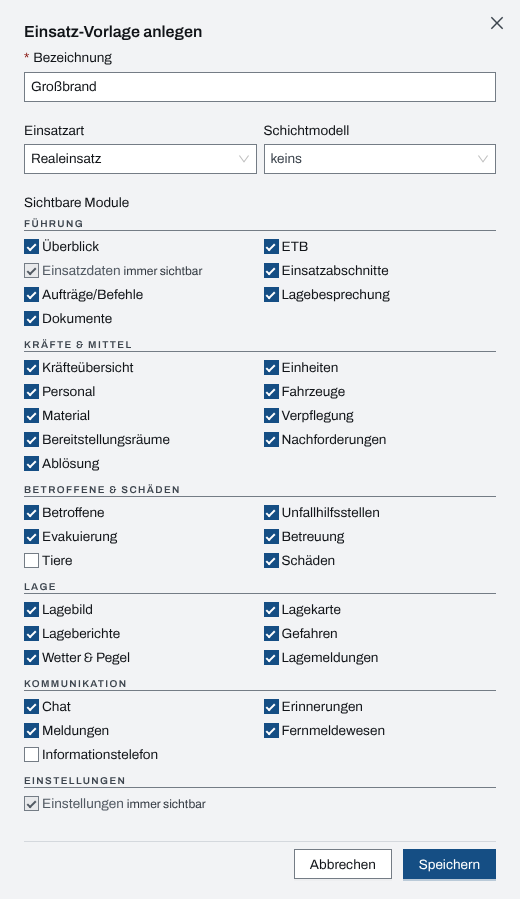 Einsatz-Vorlage anlegen
* Bezeichnung
Großbrand
Einsatzart Schichtmodell
Realeinsatz keins
Sichtbare Module
FÜHRUNG
Überblick ETB
Einsatzdaten immer sichtbar Einsatzabschnitte
Aufträge/Befehle Lagebesprechung
Dokumente
KRÄFTE & MITTEL
Kräfteübersicht Einheiten
Personal Fahrzeuge
Material Verpflegung
Bereitstellungsräume Nachforderungen
Ablösung
BETROFFENE & SCHÄDEN
Betroffene Unfallhilfsstellen
Evakuierung Betreuung
Tiere Schäden
LAGE
Lagebild Lagekarte
Lageberichte Gefahren
Wetter & Pegel Lagemeldungen
KOMMUNIKATION
Chat Erinnerungen
Meldungen Fernmeldewesen
Informationstelefon
EINSTELLUNGEN
Einstellungen immer sichtbar
Abbrechen Speichern